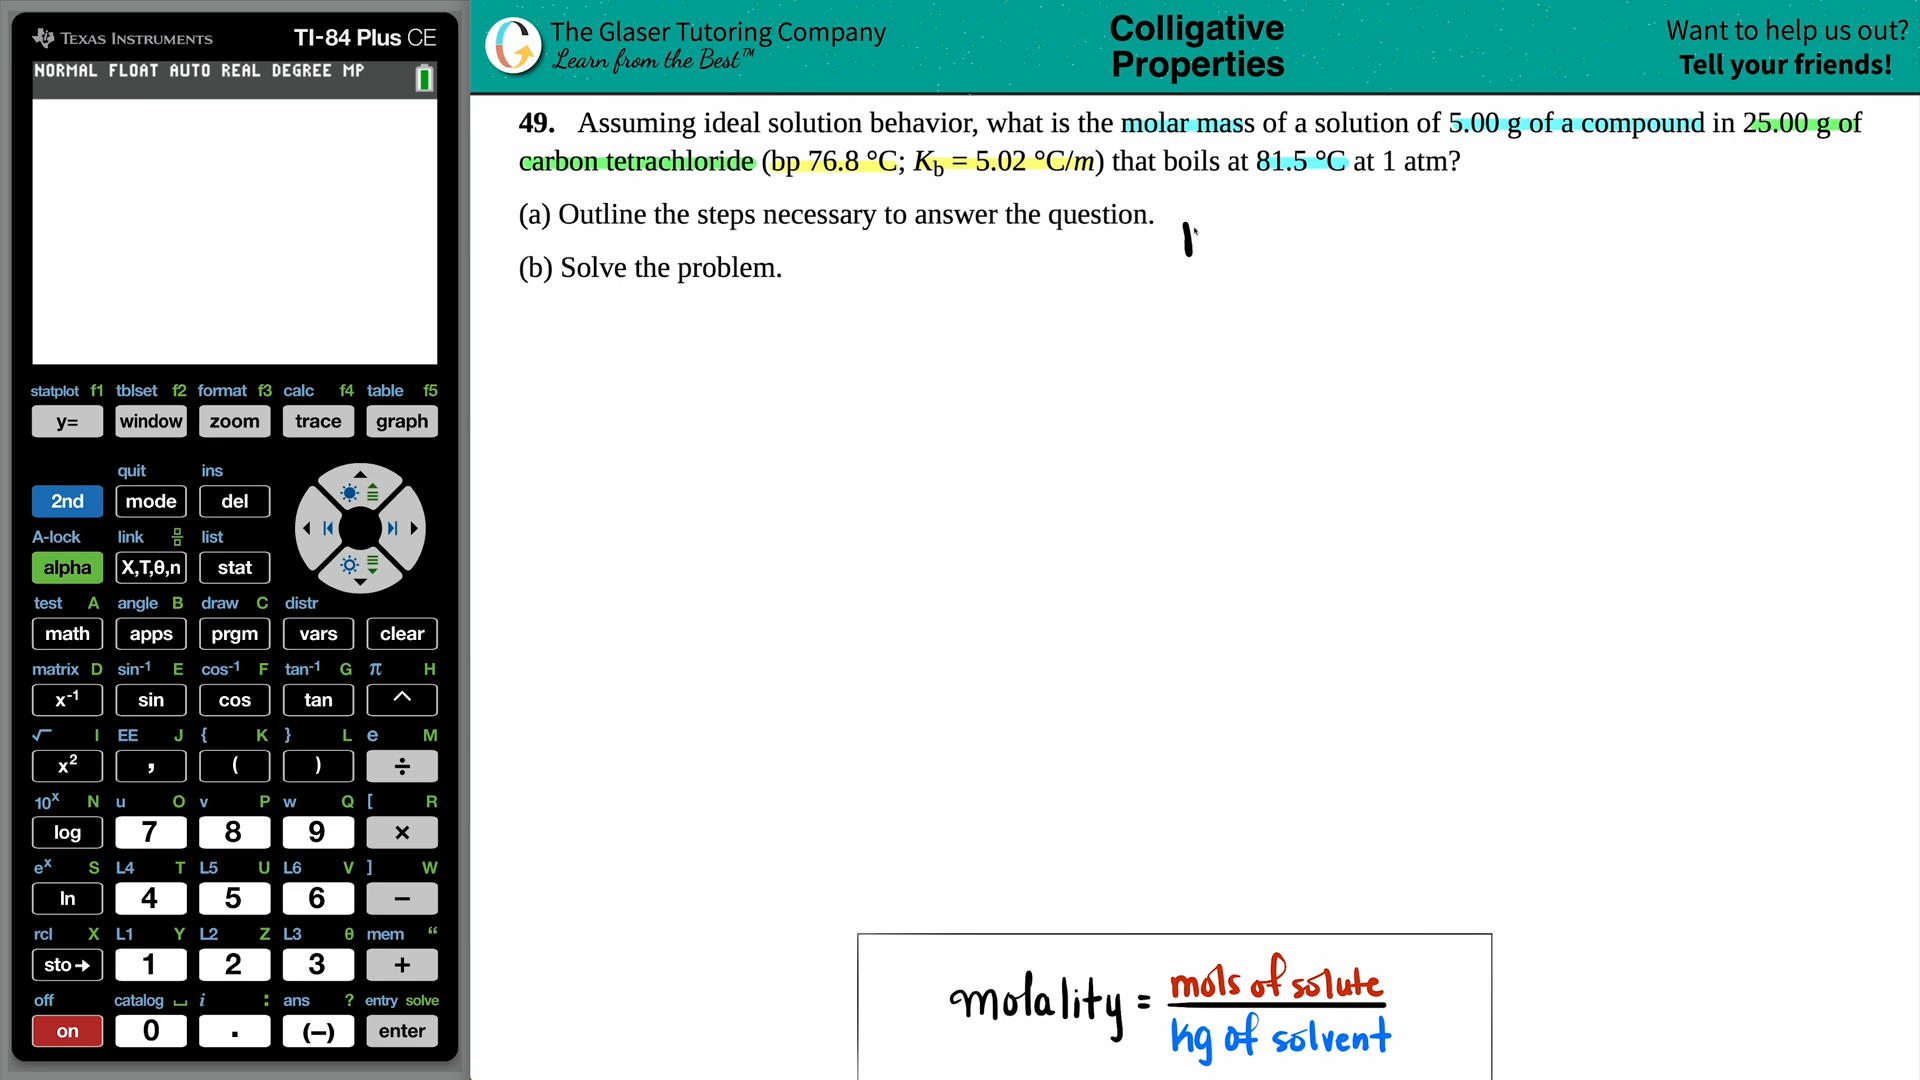 TEXAS INSTRUMENTS TI-84 Plus CE
NORMAL FLOAT AUTO REAL DEGREE MP
statplot f1 tblset f2 format f3 calc f4 table f5
y= window zoom trace graph
quit ins
2nd mode del
A-lock link list
alpha X,T,θ,n stat
test A angle B draw C distr
math apps prgm vars clear
matrix D sin⁻¹ E cos⁻¹ F tan⁻¹ G π H
x⁻¹ sin cos tan ^
√ I EE J { K } L e M
x² , ( ) ÷
10ˣ N u O v P w Q [ R
log 7 8 9 ×
eˣ S L4 T L5 U L6 V ] W
ln 4 5 6 −
rcl X L1 Y L2 Z L3 θ mem “
sto→ 1 2 3 +
off catalog ⎵ i : ans ? entry solve
on 0 . (−) enter
The Glaser Tutoring Company
Learn from the Best™
Colligative
Properties
Want to help us out?
Tell your friends!
49. Assuming ideal solution behavior, what is the molar mass of a solution of 5.00 g of a compound in 25.00 g of
carbon tetrachloride (bp 76.8 °C; K_b = 5.02 °C/m) that boils at 81.5 °C at 1 atm?
(a) Outline the steps necessary to answer the question.
(b) Solve the problem.
molality = mols of solute
kg of solvent